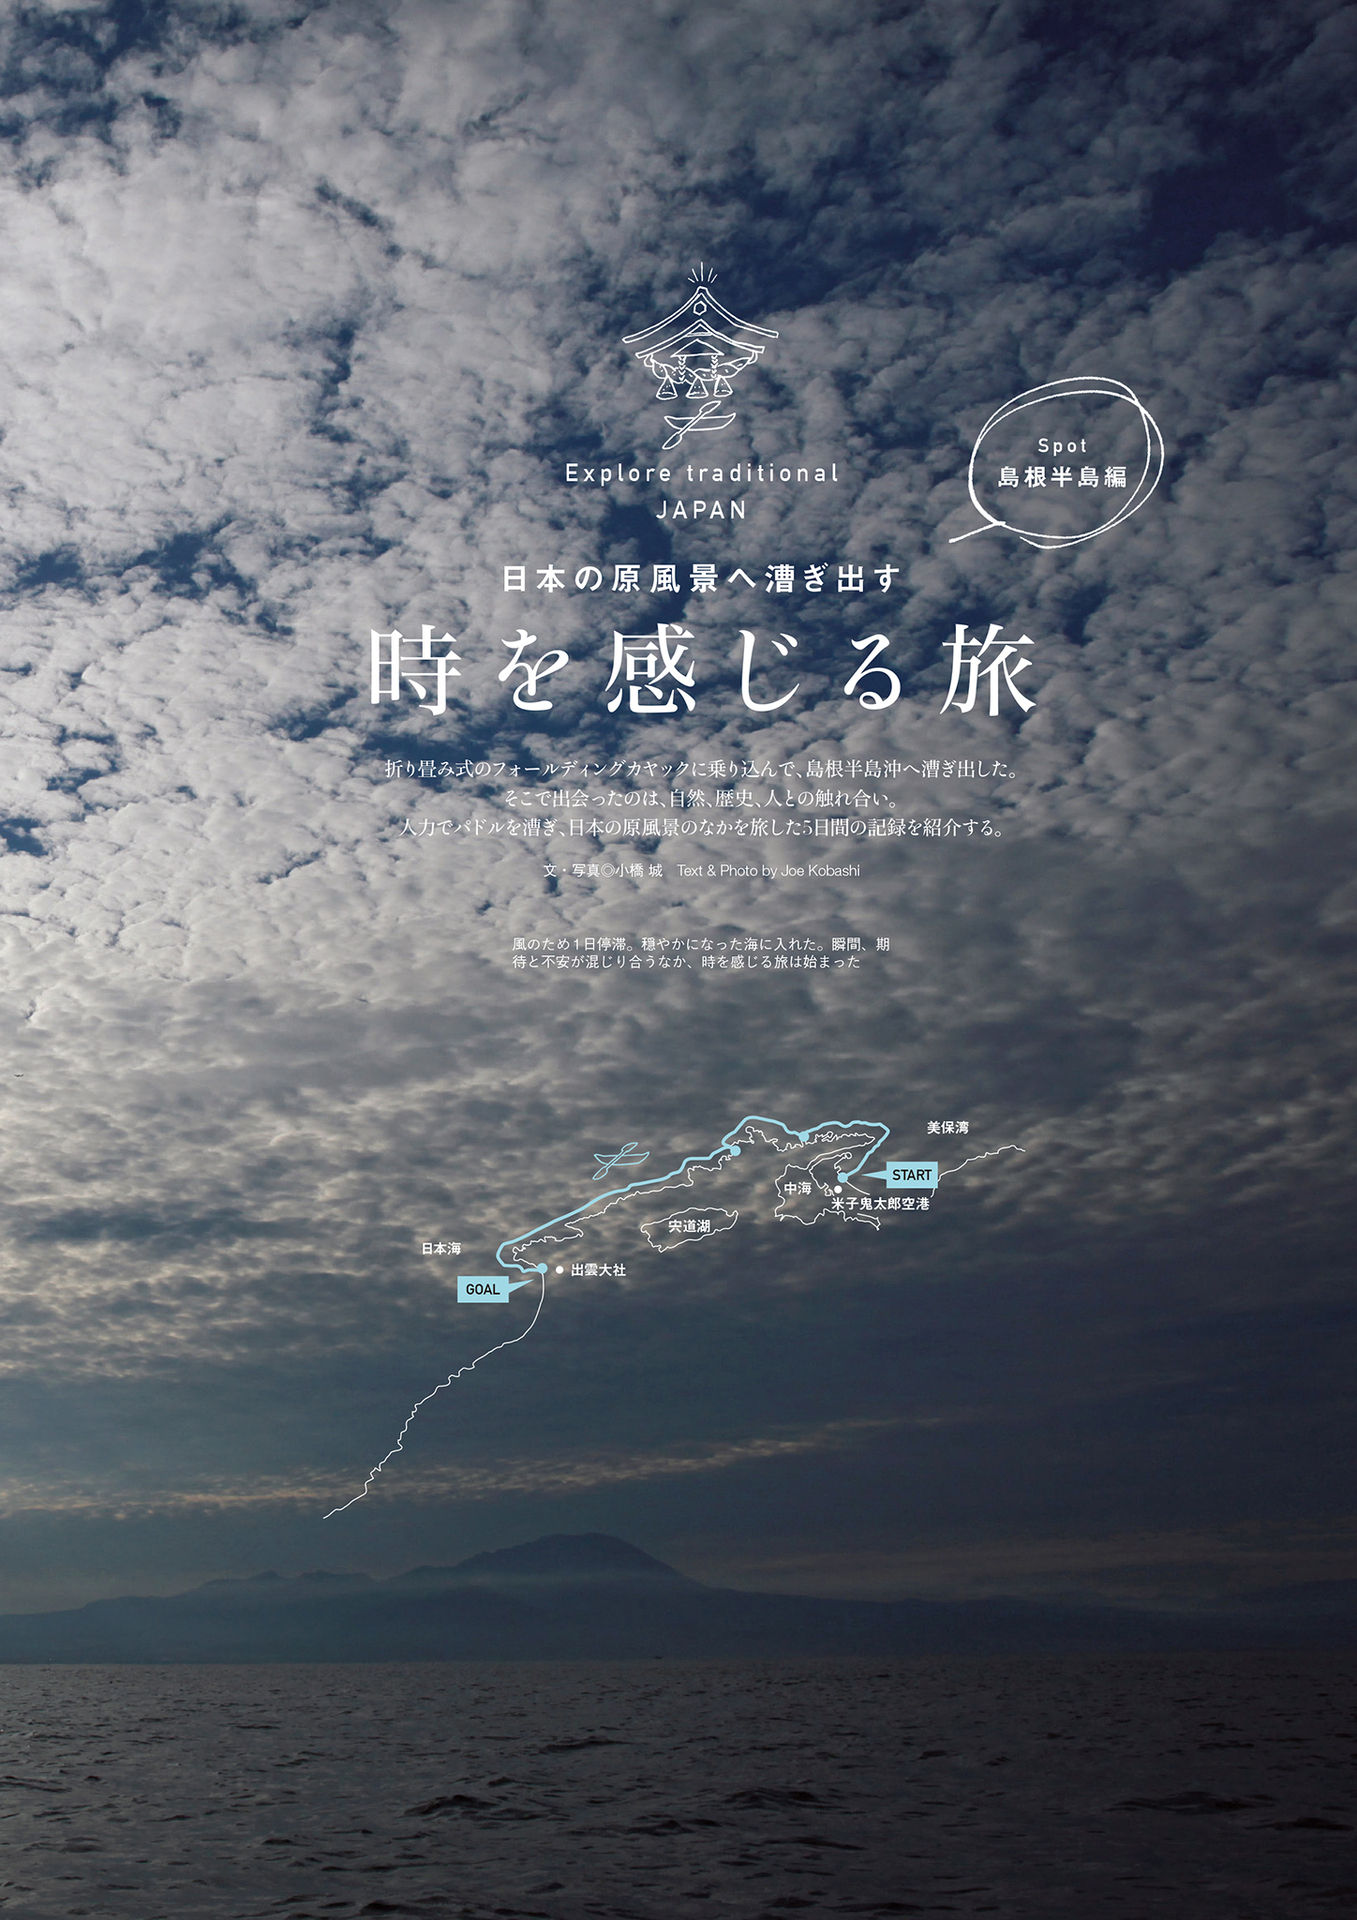 Explore traditional
JAPAN
Spot
島根半島編
日本の原風景へ漕ぎ出す
時を感じる旅
折り畳み式のフォールディングカヤックに乗り込んで、島根半島沖へ漕ぎ出した。
そこで出会ったのは、自然、歴史、人との触れ合い。
人力でパドルを漕ぎ、日本の原風景のなかを旅した5日間の記録を紹介する。
文・写真◎小橋 城　Text & Photo by Joe Kobashi
風のため1日停滞。穏やかになった海に入れた。瞬間、期
待と不安が混じり合うなか、時を感じる旅は始まった
美保湾
START
中海
米子鬼太郎空港
宍道湖
日本海
出雲大社
GOAL